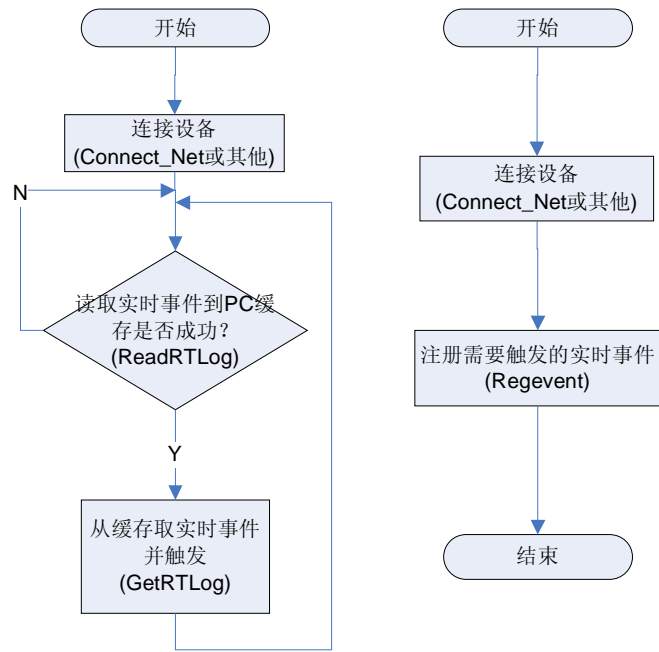 开始
连接设备
(Connect_Net或其他)
N
读取实时事件到PC缓
存是否成功？
(ReadRTLog)
Y
从缓存取实时事件
并触发
(GetRTLog)
开始
连接设备
(Connect_Net或其他)
注册需要触发的实时事件
(Regevent)
结束